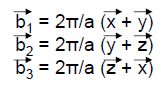 b⃗₁ = 2π/a (x⃗ + y⃗)
b⃗₂ = 2π/a (y⃗ + z⃗)
b⃗₃ = 2π/a (z⃗ + x⃗)